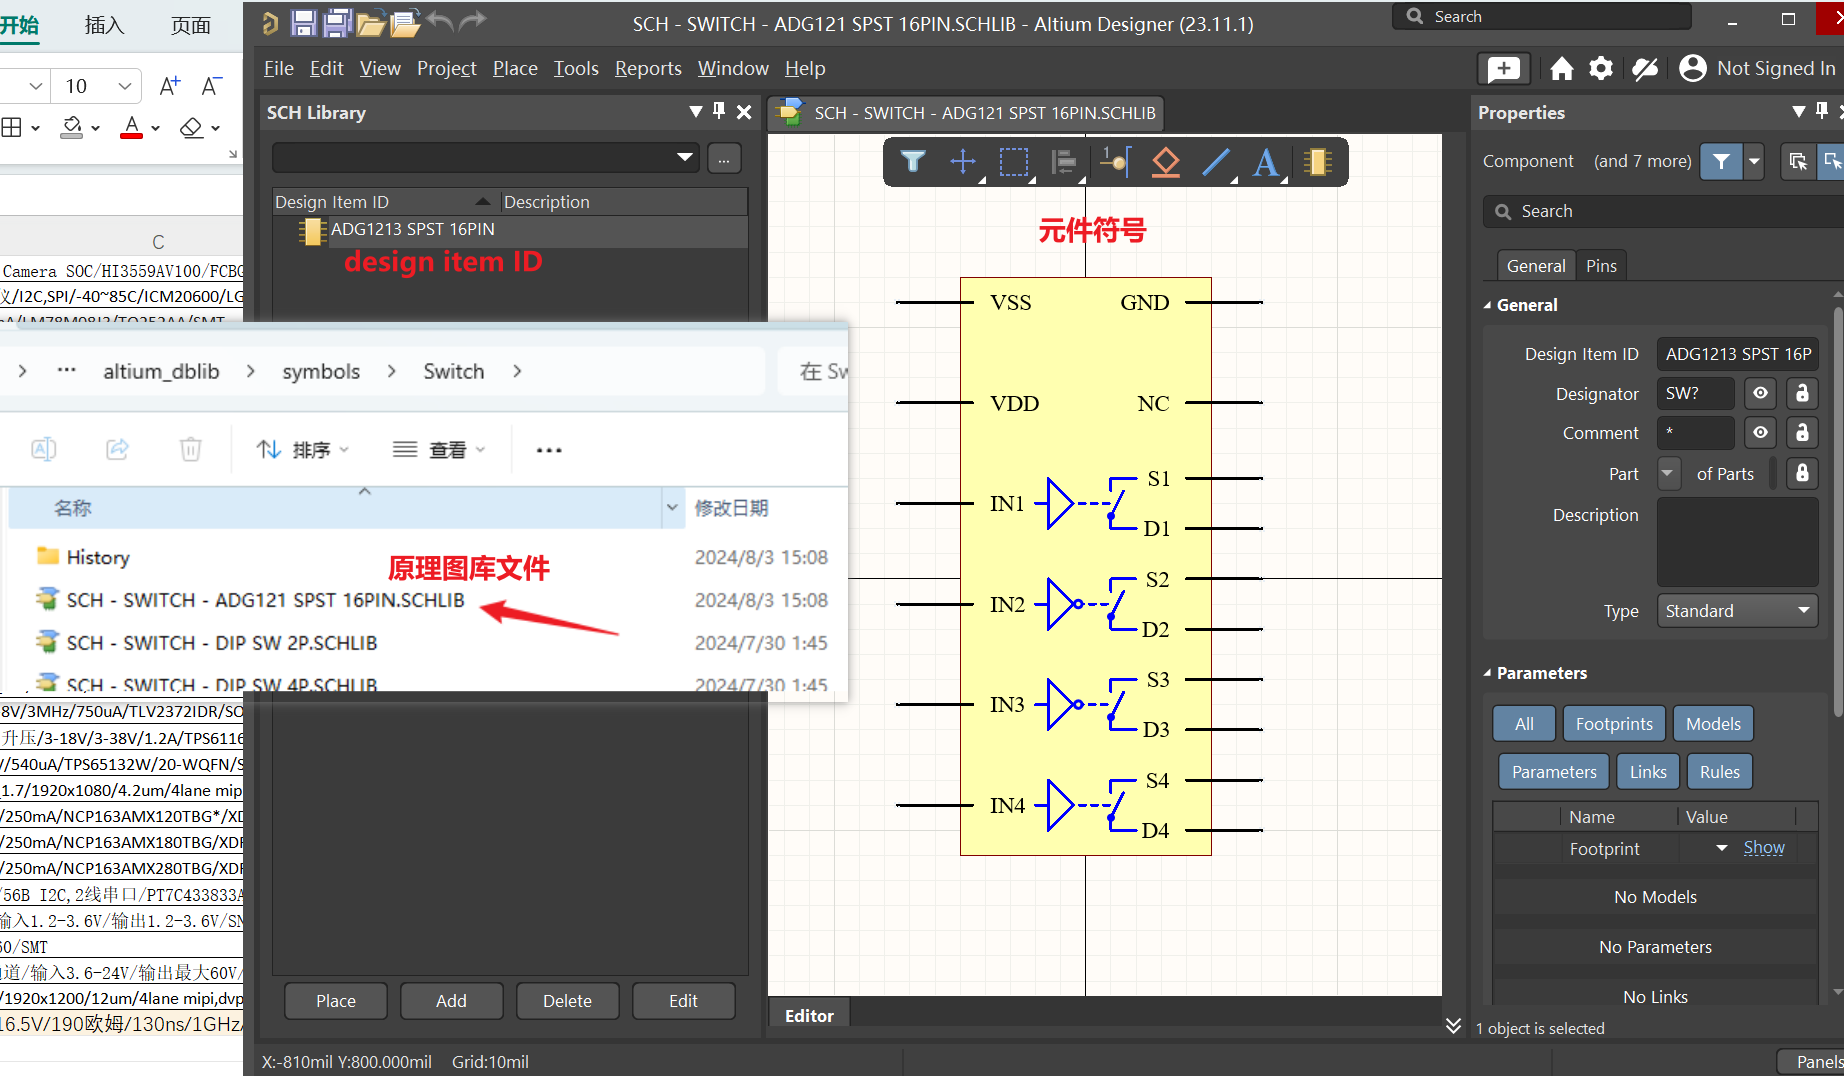 开始 插入 页面
10
C
Camera SOC/HI3559AV100/FCBG
仪/I2C,SPI/-40~85C/ICM20600/LG
SCH - SWITCH - ADG121 SPST 16PIN.SCHLIB - Altium Designer (23.11.1)
Search
File Edit View Project Place Tools Reports Window Help
Not Signed In
SCH Library
...
Design Item ID Description
ADG1213 SPST 16PIN
design item ID
altium_dblib > symbols > Switch >
在 Sw
排序 查看 ...
名称 修改日期
History 2024/8/3 15:08
原理图库文件
SCH - SWITCH - ADG121 SPST 16PIN.SCHLIB 2024/8/3 15:08
SCH - SWITCH - DIP SW 2P.SCHLIB 2024/7/30 1:45
SCH - SWITCH - DIP SW 4P.SCHLIB 2024/7/30 1:45
8V/3MHz/750uA/TLV2372IDR/SO
升压/3-18V/3-38V/1.2A/TPS6116
/540uA/TPS65132W/20-WQFN/S
1.7/1920x1080/4.2um/4lane mip
/250mA/NCP163AMX120TBG*/XD
/250mA/NCP163AMX180TBG/XDF
/250mA/NCP163AMX280TBG/XDF
/56B I2C,2线串口/PT7C433833A
输入1.2-3.6V/输出1.2-3.6V/SN
60/SMT
道/输入3.6-24V/输出最大60V/
/1920x1200/12um/4lane mipi,dvp
16.5V/190欧姆/130ns/1GHz/
Place Add Delete Edit
X:-810mil Y:800.000mil Grid:10mil
SCH - SWITCH - ADG121 SPST 16PIN.SCHLIB
元件符号
VSS GND
VDD NC
IN1 S1
D1
IN2 S2
D2
IN3 S3
D3
IN4 S4
D4
Editor
Properties
Component (and 7 more)
Search
General Pins
General
Design Item ID ADG1213 SPST 16P
Designator SW?
Comment *
Part of Parts
Description
Type Standard
Parameters
All Footprints Models
Parameters Links Rules
Name Value
Footprint Show
No Models
No Parameters
No Links
1 object is selected
Panels